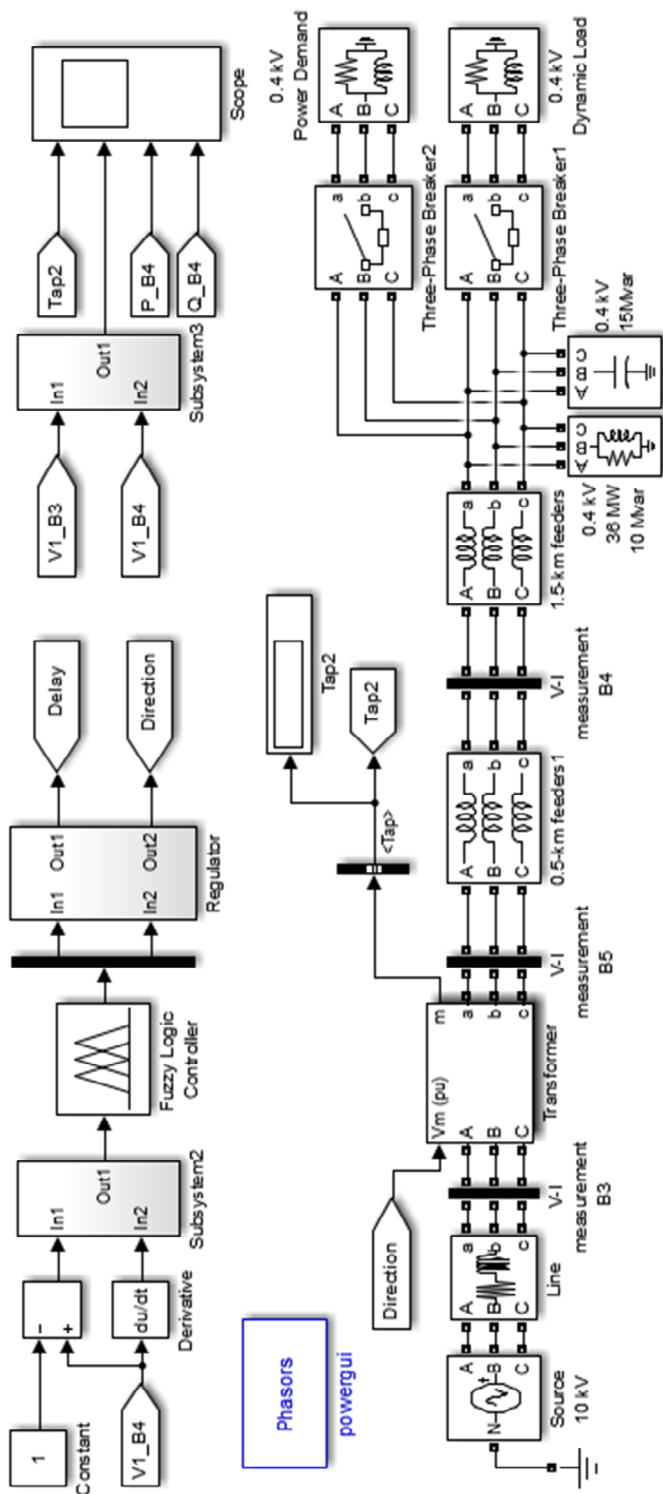 1
Constant
V1_B4
−
+
du/dt
Derivative
In1
In2
Out1
Subsystem2
Fuzzy Logic
Controller
In1
In2
Out1
Out2
Regulator
Delay
Direction
V1_B3
V1_B4
In1
In2
Out1
Subsystem3
Tap2
P_B4
Q_B4
Scope
Phasors
powergui
Direction
<Tap>
Tap2
Tap2
N
A
B
C
Source
10 kV
A
B
C
a
b
c
Line
V-I
measurement
B3
Vm (pu)
A
B
C
m
a
b
c
Transformer
V-I
measurement
B5
A
B
C
a
b
c
0.5-km feeders1
V-I
measurement
B4
A
B
C
a
b
c
1.5-km feeders
A
B
C
0.4 kV
36 MW
10 Mvar
A
B
C
0.4 kV
15Mvar
A
B
C
a
b
c
Three-Phase Breaker2
A
B
C
0.4 kV
Power Demand
A
B
C
a
b
c
Three-Phase Breaker1
A
B
C
0.4 kV
Dynamic Load